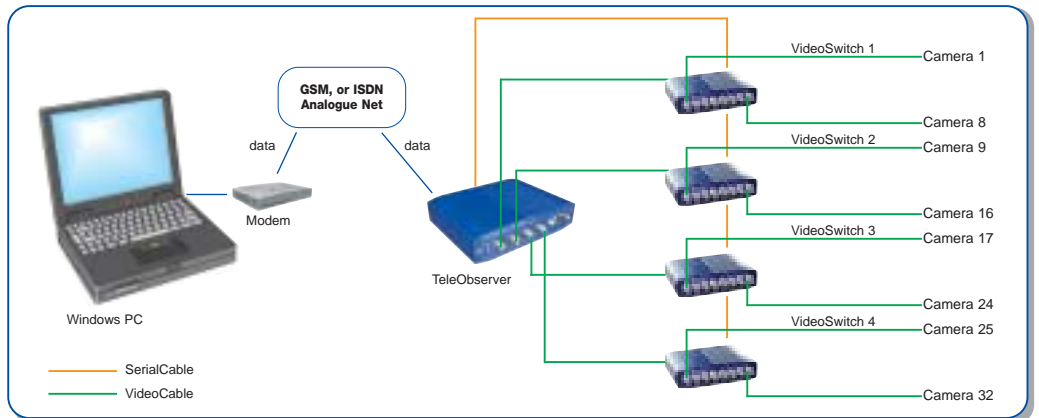 GSM, or ISDN
Analogue Net
data
data
Modem
Windows PC
TeleObserver
VideoSwitch 1
Camera 1
Camera 8
VideoSwitch 2
Camera 9
Camera 16
VideoSwitch 3
Camera 17
Camera 24
VideoSwitch 4
Camera 25
Camera 32
SerialCable
VideoCable